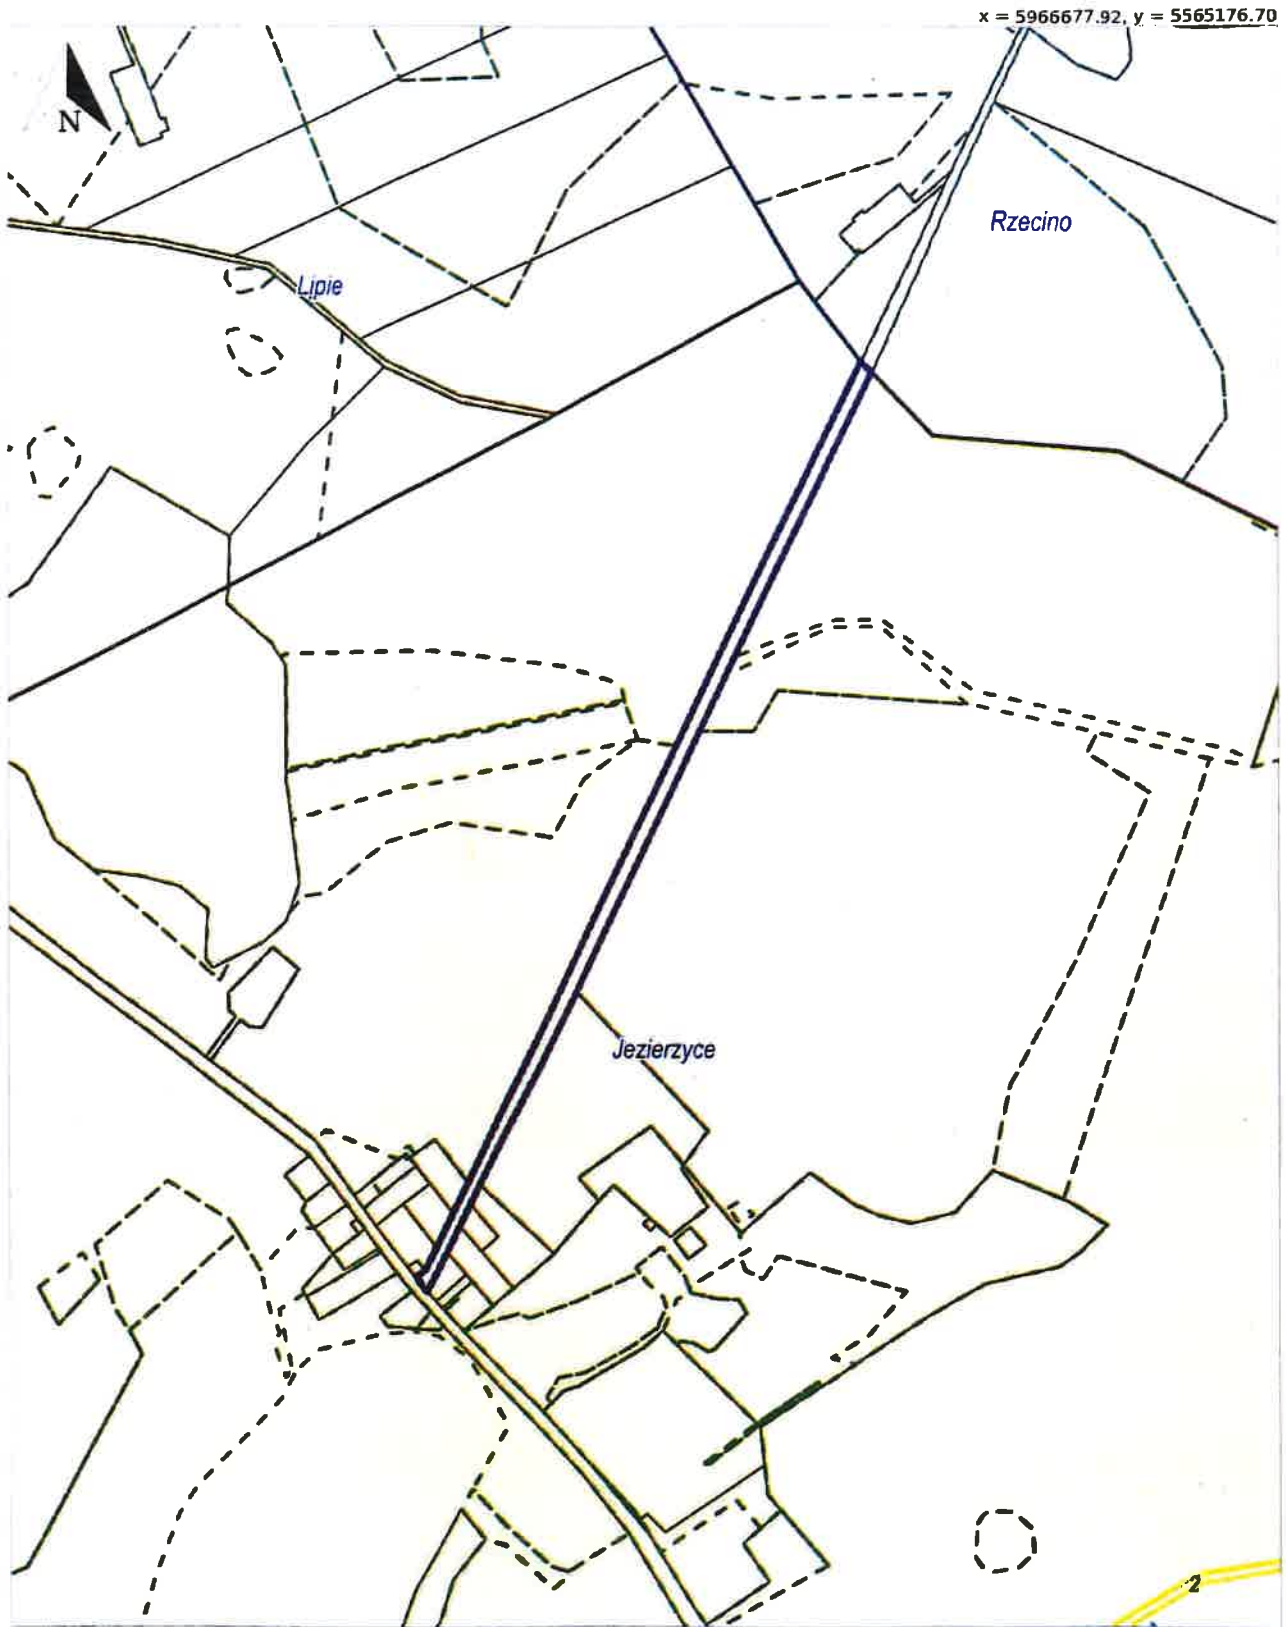 x = 5966677.92, y = 5565176.70
N
Rzecino
Lipie
Jezierzyce
2